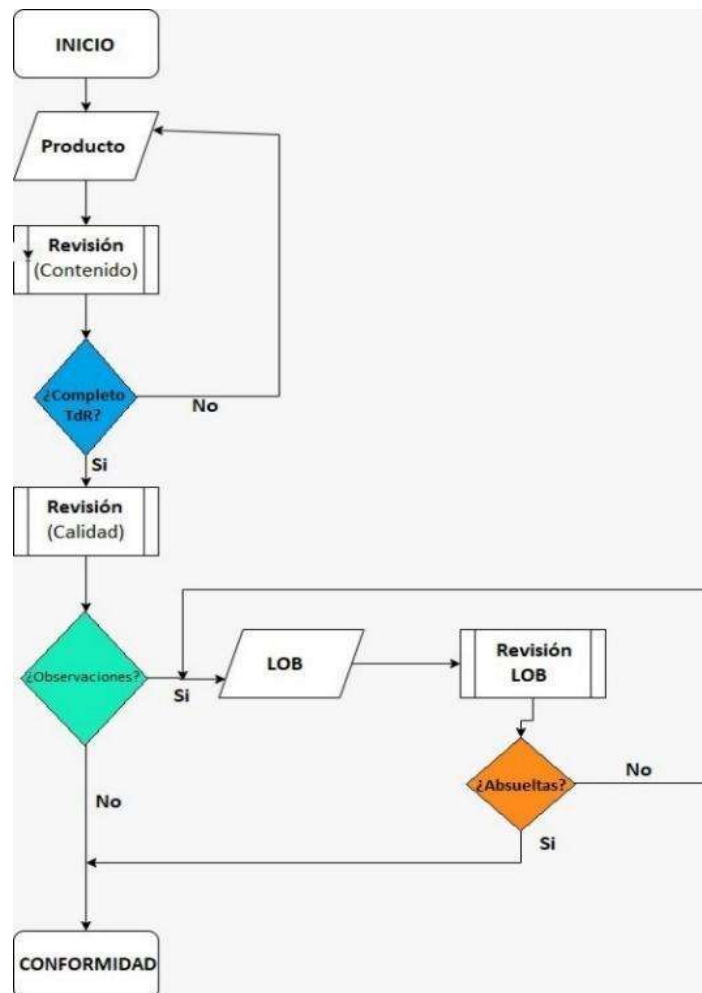 INICIO
Producto
Revisión
(Contenido)
¿Completo
TdR?
No
Si
Revisión
(Calidad)
¿Observaciones?
Si
LOB
Revisión
LOB
¿Absueltas?
No
No
Si
CONFORMIDAD